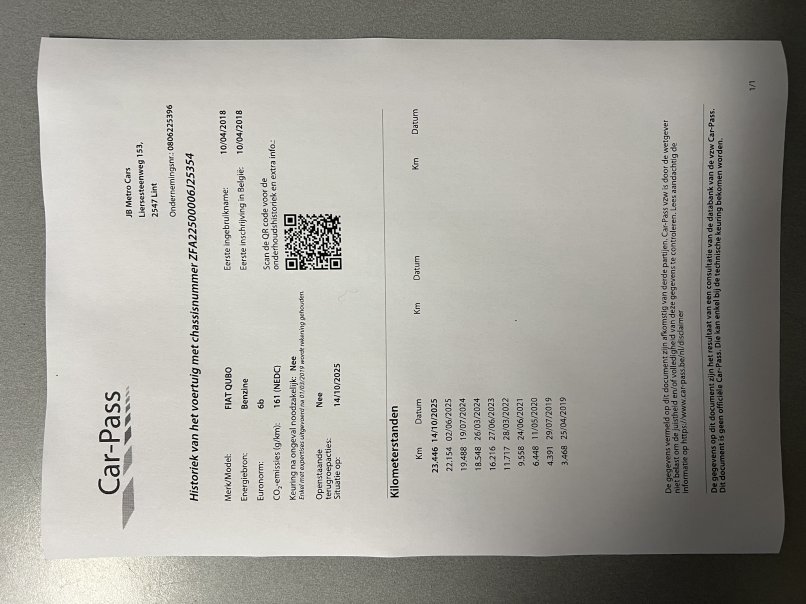 Car-Pass
JB Metro Cars
Liersesteenweg 153,
2547 Lint
Ondernemingsnr.: 0806225396
Historiek van het voertuig met chassisnummer ZFA22500006J25354
Merk/Model: FIAT QUBO
Eerste ingebruikname: 10/04/2018
Energiebron: Benzine
Eerste inschrijving in België: 10/04/2018
Euronorm: 6b
CO₂-emissies (g/km): 161 (NEDC)
Scan de QR code voor de
onderhoudshistoriek en extra info.:
Keuring na ongeval noodzakelijk: Nee
Enkel met expertises uitgevoerd na 01/03/2019 wordt rekening gehouden.
Openstaande Nee
terugroepacties:
Situatie op: 14/10/2025
Kilometerstanden
Km Datum Km Datum Km Datum
23.446 14/10/2025
22.154 02/06/2025
19.488 19/07/2024
18.548 26/03/2024
16.216 27/06/2023
11.717 28/03/2022
9.558 24/06/2021
6.448 11/05/2020
4.391 29/07/2019
3.468 25/04/2019
De gegevens vermeld op dit document zijn afkomstig van derde partijen. Car-Pass vzw is door de wetgever
niet belast om de juistheid en/of volledigheid van deze gegevens te controleren. Lees aandachtig de
informatie op https://www.car-pass.be/nl/disclaimer
De gegevens op dit document zijn het resultaat van een consultatie van de databank van de vzw Car-Pass.
Dit document is geen officiële Car-Pass. Die kan enkel bij de technische keuring bekomen worden.
1/1